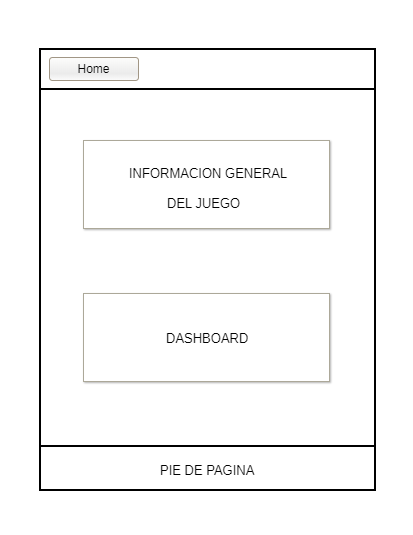 Home
INFORMACION GENERAL
DEL JUEGO
DASHBOARD
PIE DE PAGINA